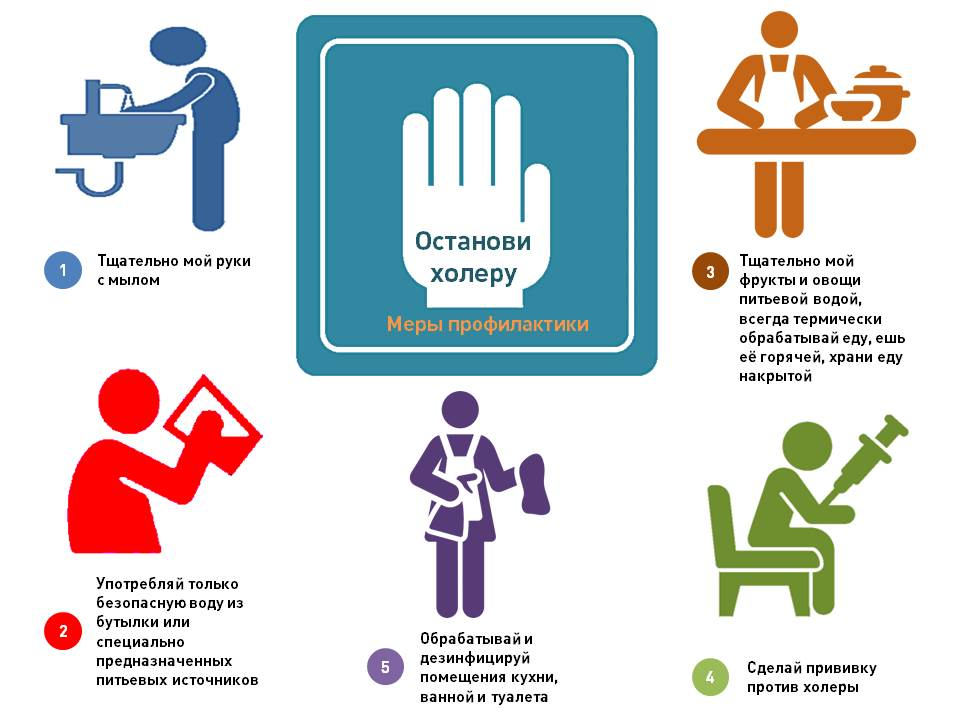 Останови
холеру
Меры профилактики
1
Тщательно мой руки
с мылом
2
Употребляй только
безопасную воду из
бутылки или
специально
предназначенных
питьевых источников
3
Тщательно мой
фрукты и овощи
питьевой водой,
всегда термически
обрабатывай еду, ешь
её горячей, храни еду
накрытой
4
Сделай прививку
против холеры
5
Обрабатывай и
дезинфицируй
помещения кухни,
ванной и туалета